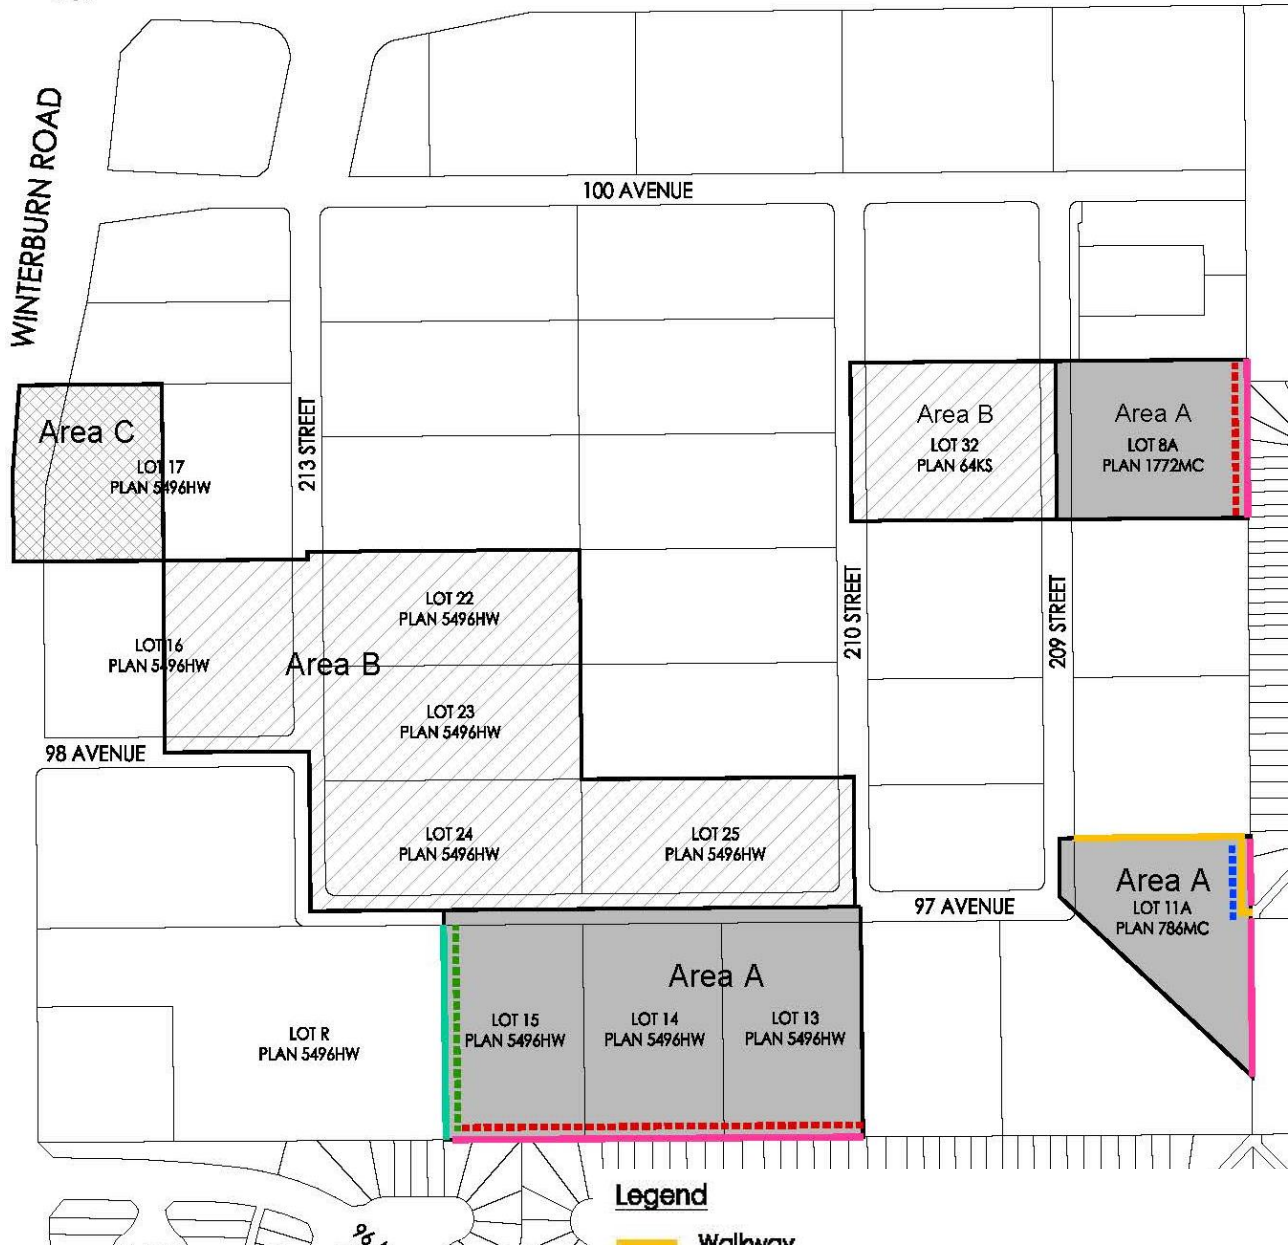 WINTERBURN ROAD
100 AVENUE
Area C
LOT 17
PLAN 5496HW
213 STREET
Area B
LOT 32
PLAN 64KS
Area A
LOT 8A
PLAN 1772MC
LOT 22
PLAN 5496HW
LOT 16
PLAN 5496HW
Area B
LOT 23
PLAN 5496HW
210 STREET
209 STREET
98 AVENUE
LOT 24
PLAN 5496HW
LOT 25
PLAN 5496HW
97 AVENUE
Area A
LOT 11A
PLAN 786MC
Area A
LOT R
PLAN 5496HW
LOT 15
PLAN 5496HW
LOT 14
PLAN 5496HW
LOT 13
PLAN 5496HW
Legend
Walkway
96